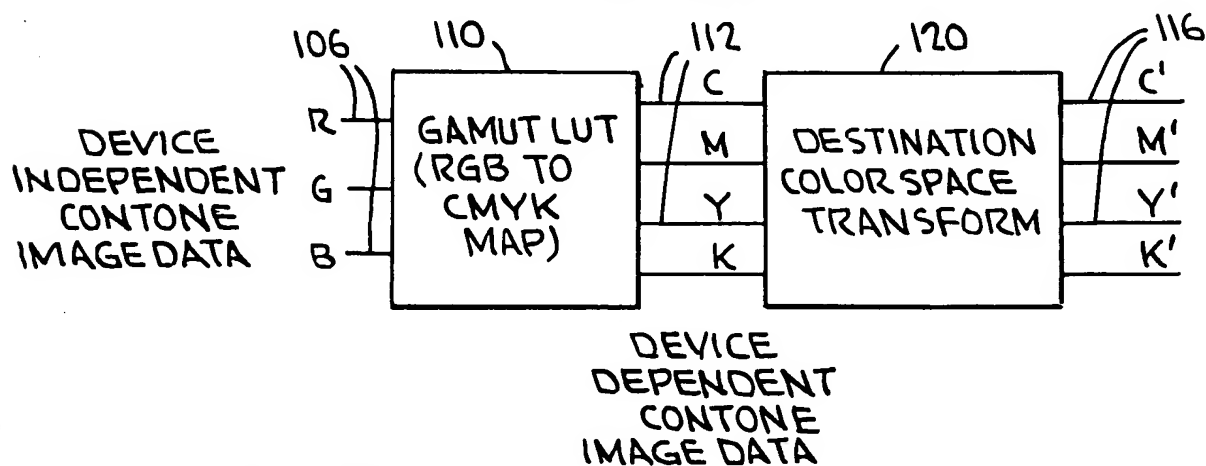 106
110
112
120
116
DEVICE
INDEPENDENT
CONTONE
IMAGE DATA
R
G
B
GAMUT LUT
(RGB TO
CMYK
MAP)
C
M
Y
K
DESTINATION
COLOR SPACE
TRANSFORM
C'
M'
Y'
K'
DEVICE
DEPENDENT
CONTONE
IMAGE DATA